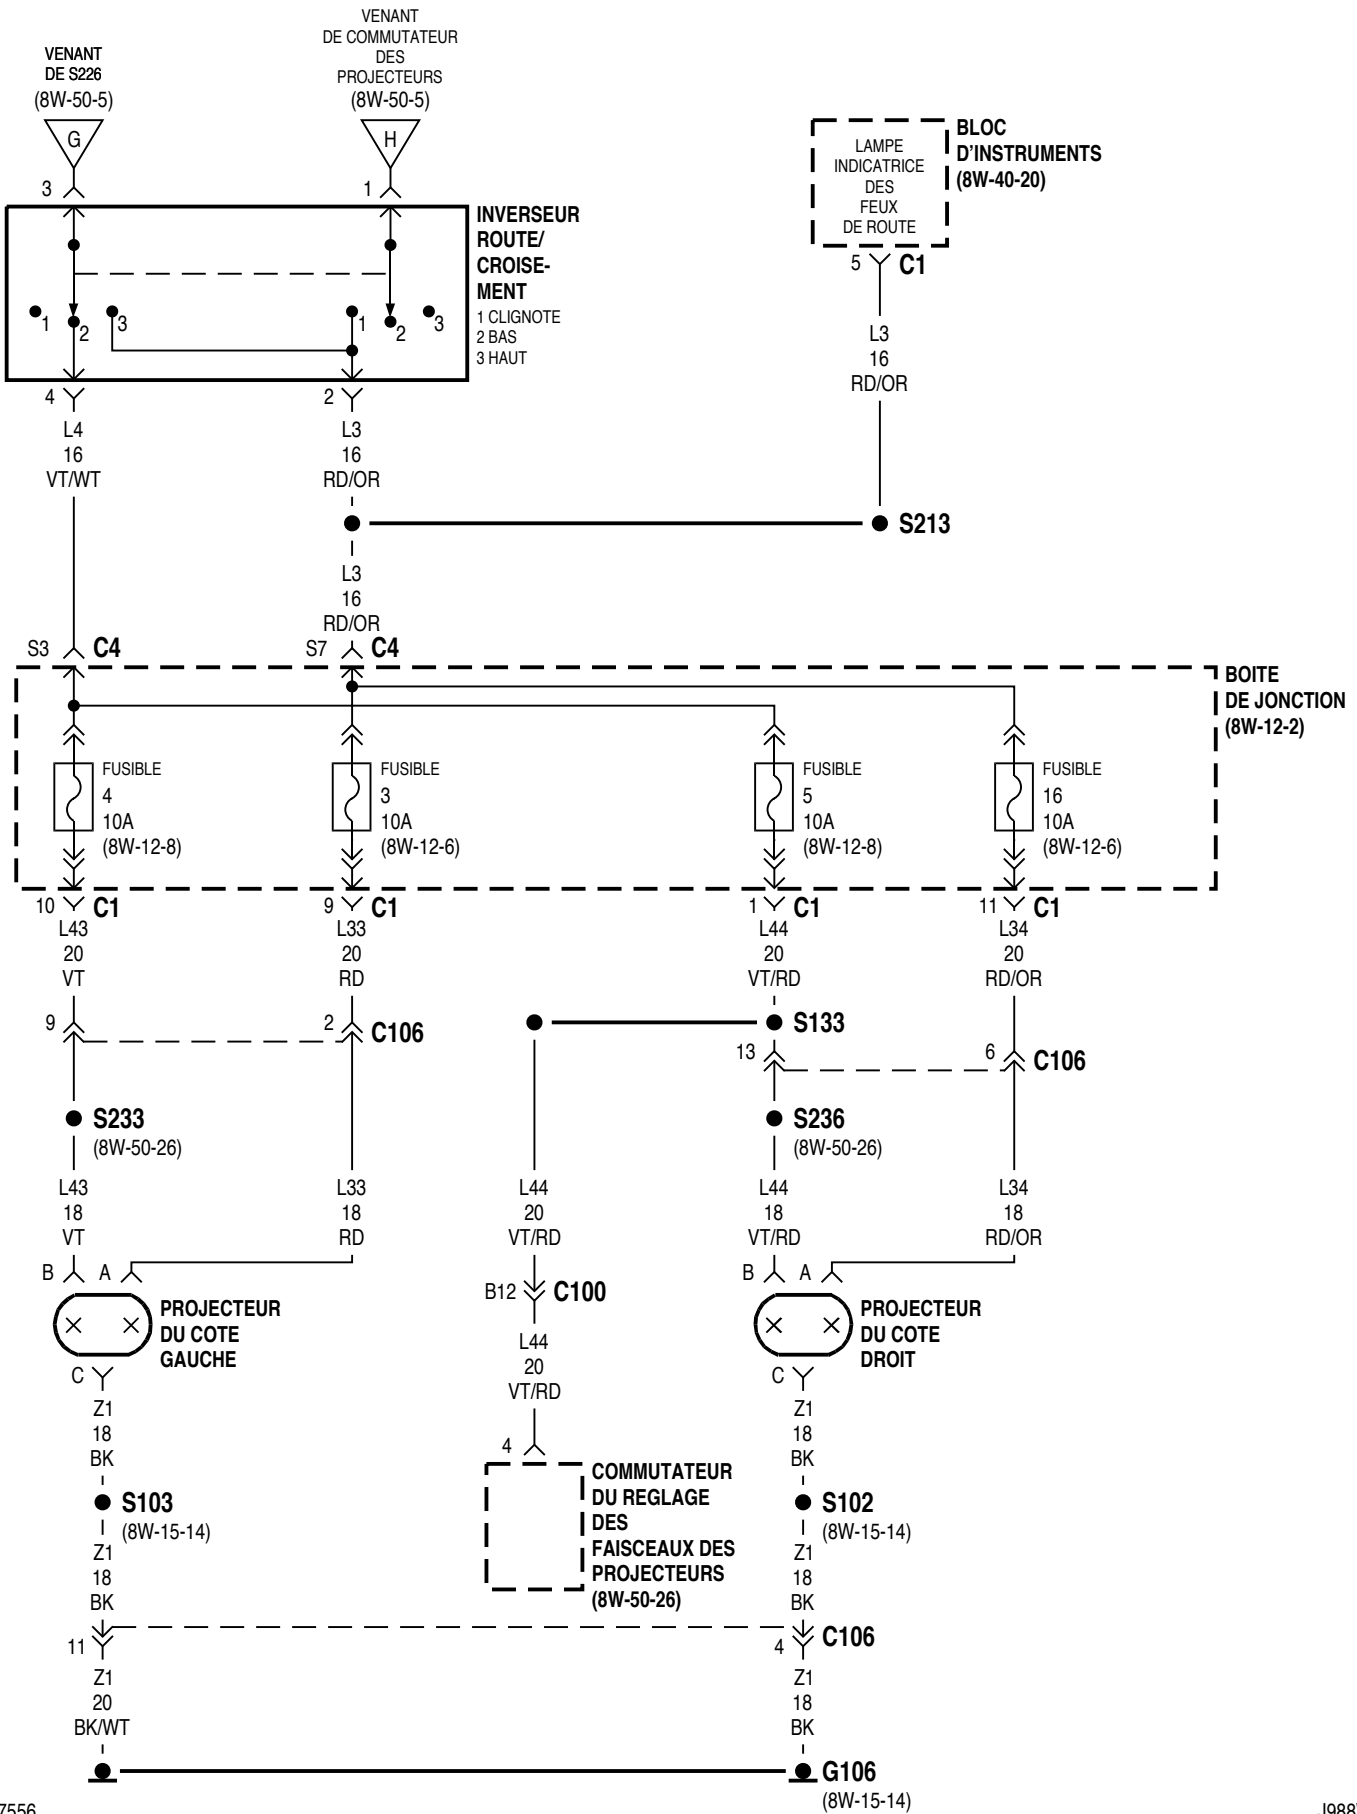 VENANT
DE S226
(8W-50-5)
G
3
VENANT
DE COMMUTATEUR
DES
PROJECTEURS
(8W-50-5)
H
1
LAMPE
INDICATRICE
DES
FEUX
DE ROUTE
BLOC
D'INSTRUMENTS
(8W-40-20)
5 C1
L3
16
RD/OR
S213
INVERSEUR
ROUTE/
CROISE-
MENT
1 CLIGNOTE
2 BAS
3 HAUT
1 2 3
1 2 3
4
L4
16
VT/WT
2
L3
16
RD/OR
L3
16
RD/OR
S3 C4
S7 C4
BOITE
DE JONCTION
(8W-12-2)
FUSIBLE
4
10A
(8W-12-8)
FUSIBLE
3
10A
(8W-12-6)
FUSIBLE
5
10A
(8W-12-8)
FUSIBLE
16
10A
(8W-12-6)
10 C1
L43
20
VT
9 C1
L33
20
RD
1 C1
L44
20
VT/RD
11 C1
L34
20
RD/OR
9
2 C106
S133
13
6 C106
S233
(8W-50-26)
S236
(8W-50-26)
L43
18
VT
L33
18
RD
L44
20
VT/RD
L44
18
VT/RD
L34
18
RD/OR
B A
PROJECTEUR
DU COTE
GAUCHE
C
B12 C100
L44
20
VT/RD
4
B A
PROJECTEUR
DU COTE
DROIT
C
Z1
18
BK
S103
(8W-15-14)
Z1
18
BK
COMMUTATEUR
DU REGLAGE
DES
FAISCEAUX DES
PROJECTEURS
(8W-50-26)
Z1
18
BK
S102
(8W-15-14)
Z1
18
BK
11
4 C106
Z1
20
BK/WT
Z1
18
BK
G106
(8W-15-14)
7556